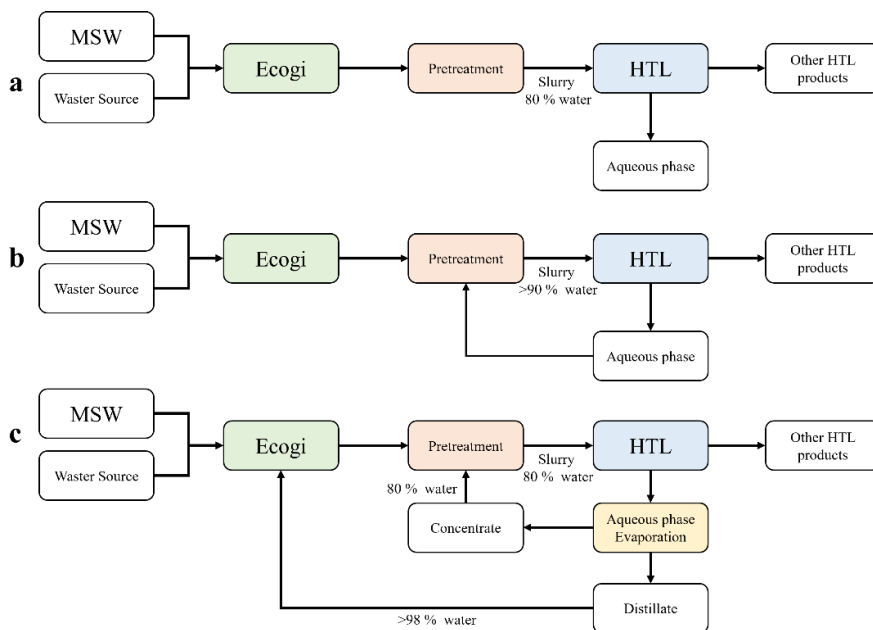 a
MSW
Waster Source
Ecogi
Pretreatment
Slurry
80 % water
HTL
Other HTL
products
Aqueous phase
b
MSW
Waster Source
Ecogi
Pretreatment
Slurry
>90 % water
HTL
Other HTL
products
Aqueous phase
c
MSW
Waster Source
Ecogi
Pretreatment
Slurry
80 % water
HTL
Other HTL
products
80 % water
Concentrate
Aqueous phase
Evaporation
Distillate
>98 % water